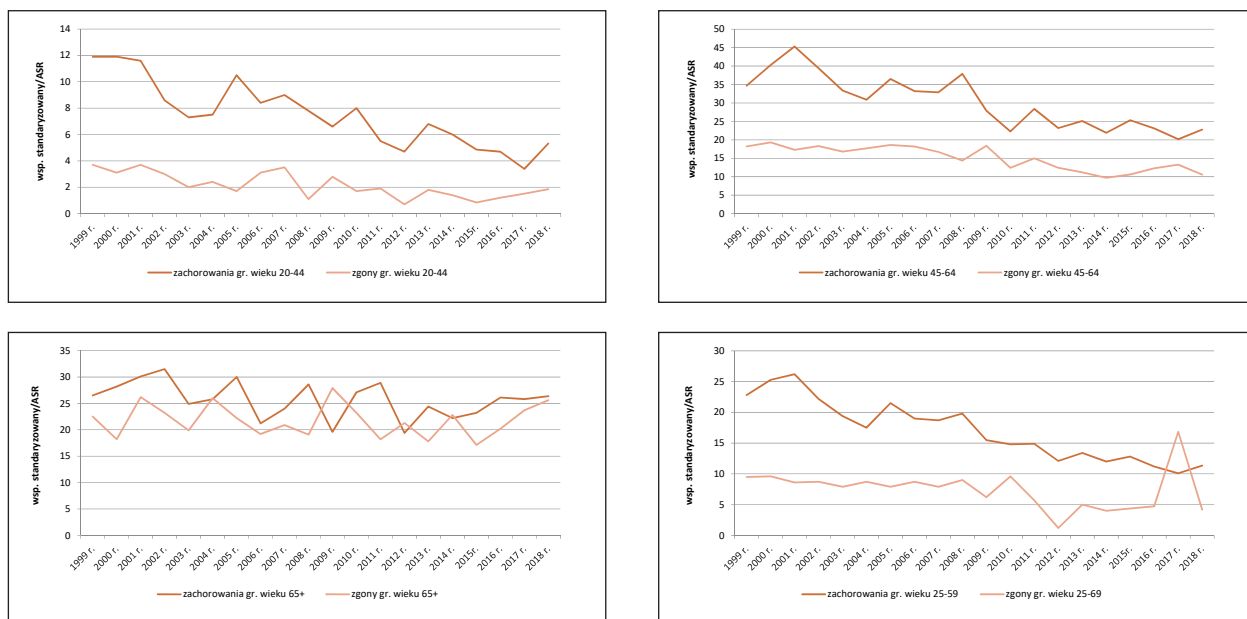 14
12
10
8
6
4
2
0
wsp. standaryzowany/ASR
1999 r. 2000 r. 2001 r. 2002 r. 2003 r. 2004 r. 2005 r. 2006 r. 2007 r. 2008 r. 2009 r. 2010 r. 2011 r. 2012 r. 2013 r. 2014 r. 2015r. 2016 r. 2017 r. 2018 r.
zachorowania gr. wieku 20-44 zgony gr. wieku 20-44
50
45
40
35
30
25
20
15
10
5
0
wsp. standaryzowany/ASR
1999 r. 2000 r. 2001 r. 2002 r. 2003 r. 2004 r. 2005 r. 2006 r. 2007 r. 2008 r. 2009 r. 2010 r. 2011 r. 2012 r. 2013 r. 2014 r. 2015r. 2016 r. 2017 r. 2018 r.
zachorowania gr. wieku 45-64 zgony gr. wieku 45-64
35
30
25
20
15
10
5
0
wsp. standaryzowany/ASR
1999 r. 2000 r. 2001 r. 2002 r. 2003 r. 2004 r. 2005 r. 2006 r. 2007 r. 2008 r. 2009 r. 2010 r. 2011 r. 2012 r. 2013 r. 2014 r. 2015r. 2016 r. 2017 r. 2018 r.
zachorowania gr. wieku 65+ zgony gr. wieku 65+
30
25
20
15
10
5
0
wsp. standaryzowany/ASR
1999 r. 2000 r. 2001 r. 2002 r. 2003 r. 2004 r. 2005 r. 2006 r. 2007 r. 2008 r. 2009 r. 2010 r. 2011 r. 2012 r. 2013 r. 2014 r. 2015r. 2016 r. 2017 r. 2018 r.
zachorowania gr. wieku 25-59 zgony gr. wieku 25-69